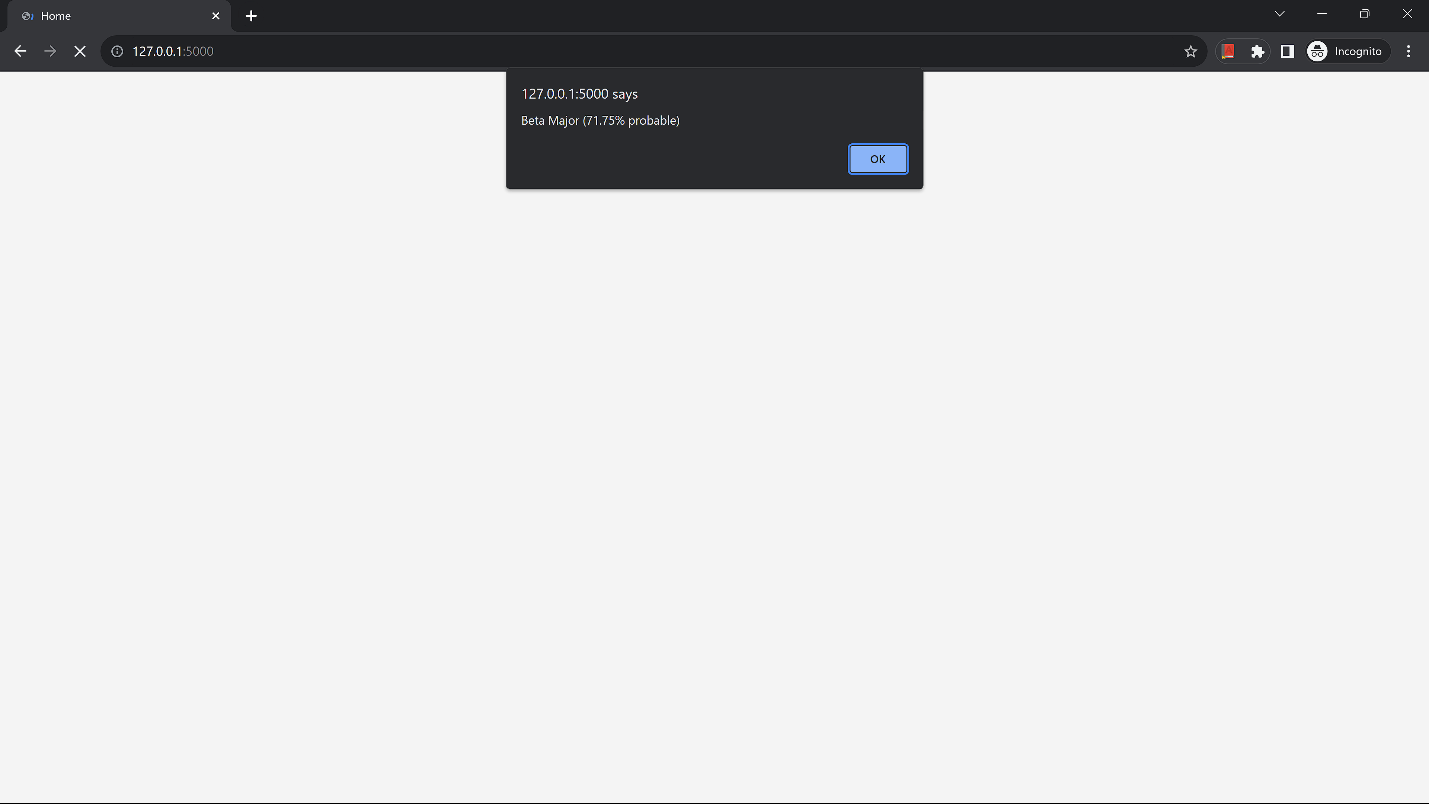 Home
127.0.0.1:5000
Incognito
127.0.0.1:5000 says
Beta Major (71.75% probable)
OK